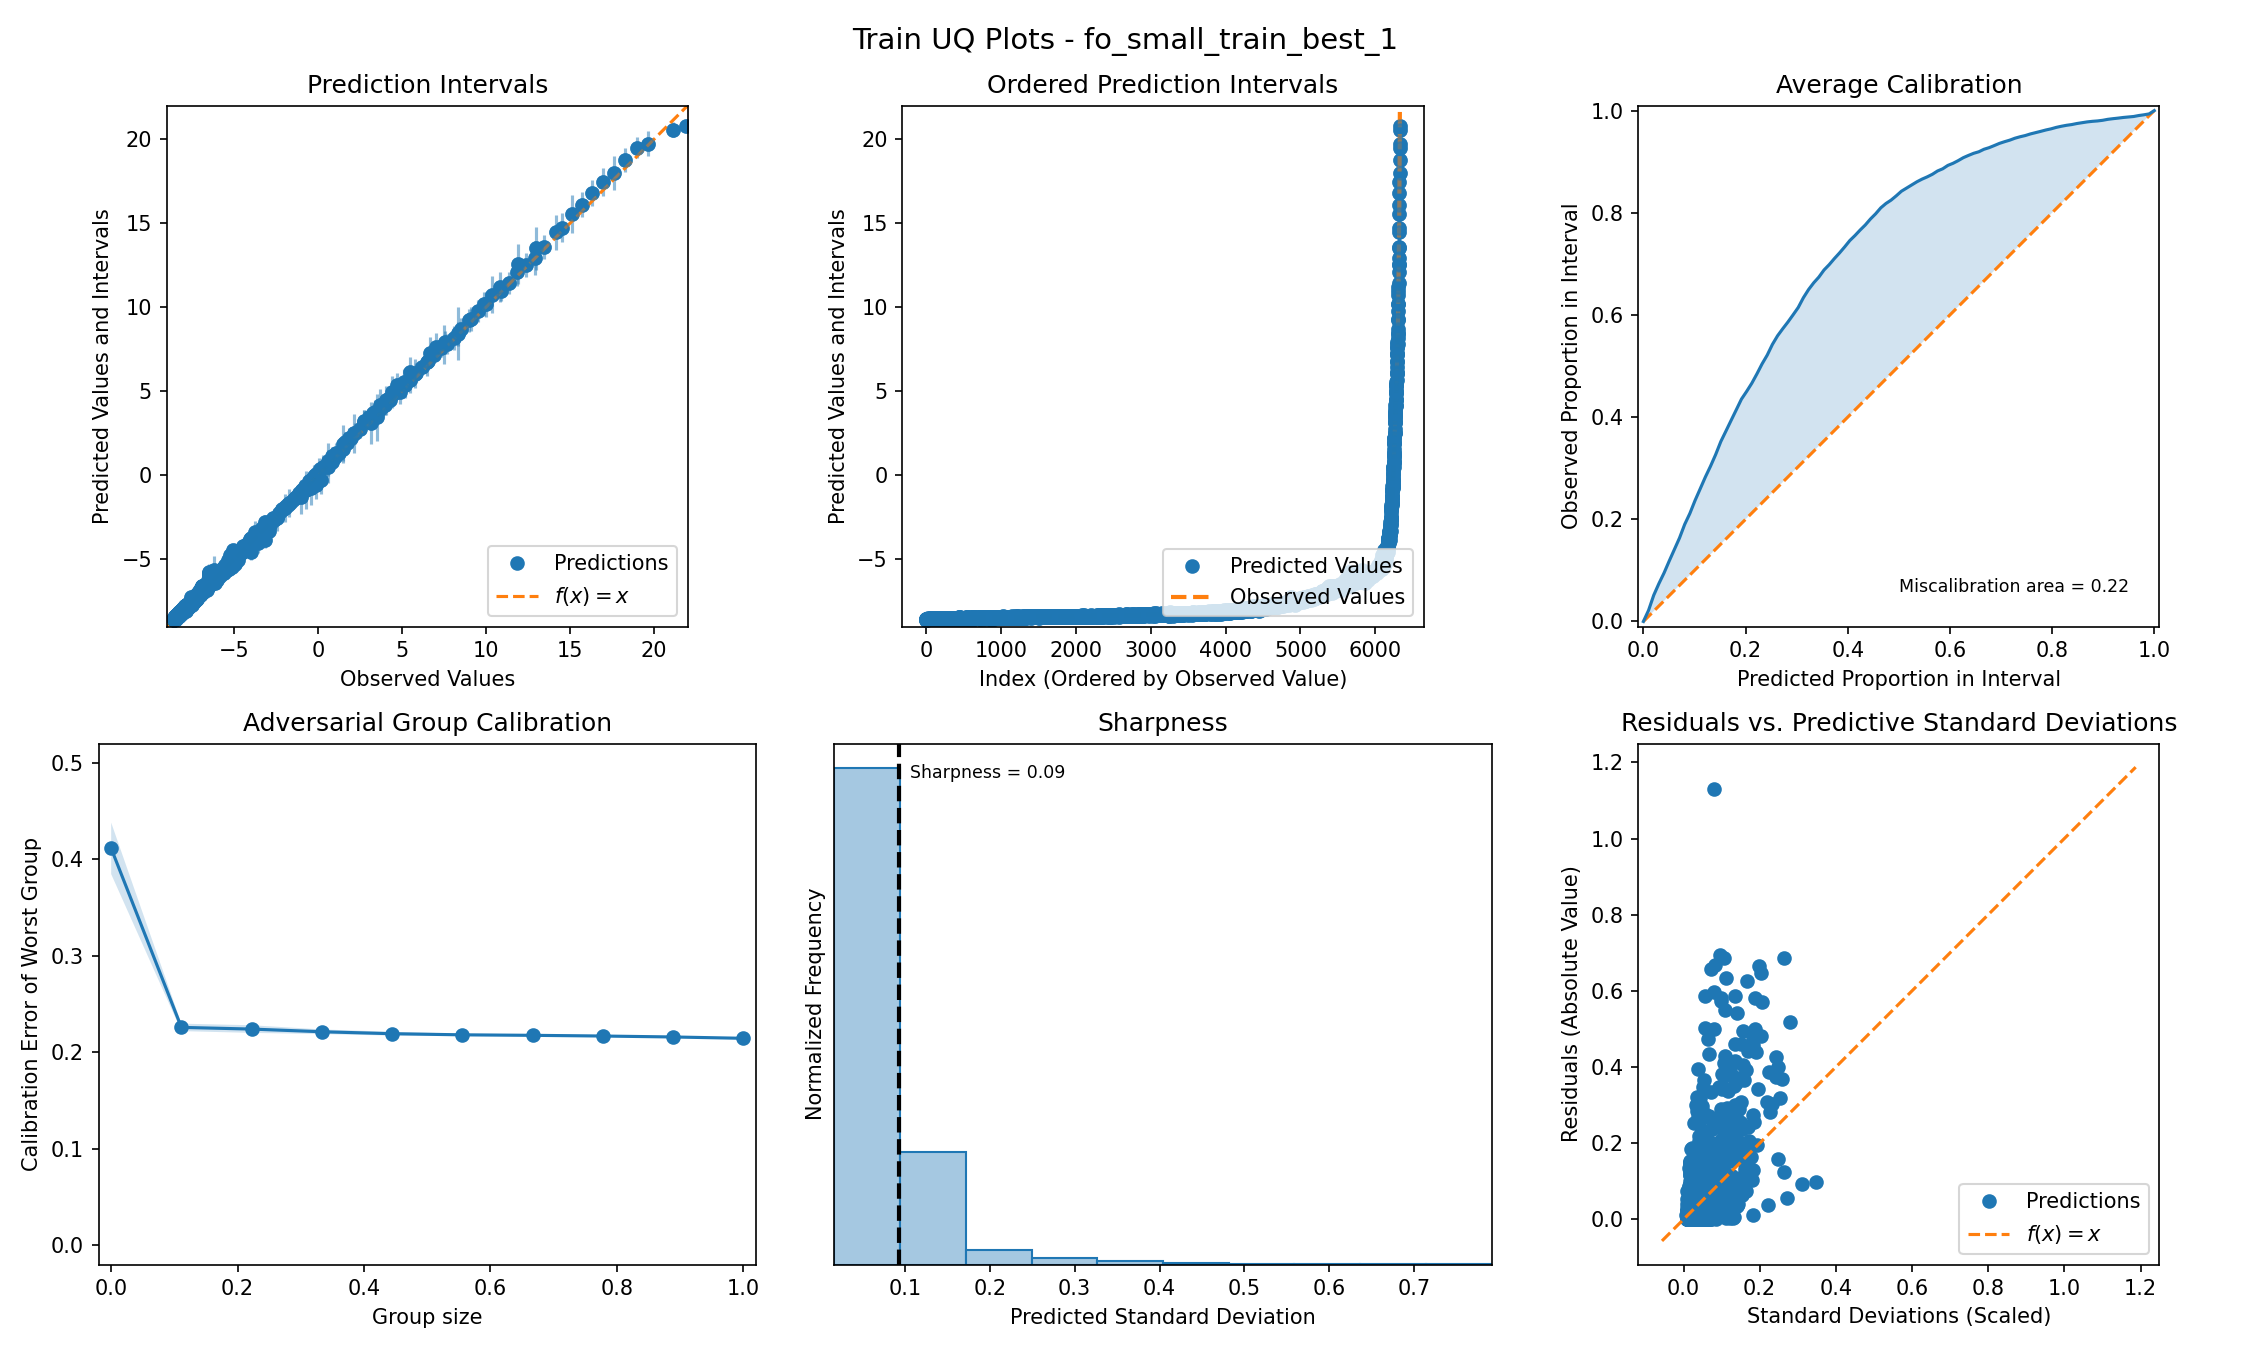 Train UQ Plots - fo_small_train_best_1
Prediction Intervals
Predicted Values and Intervals
20
15
10
5
0
−5
−5 0 5 10 15 20
Observed Values
Predictions
f(x) = x
Ordered Prediction Intervals
Predicted Values and Intervals
20
15
10
5
0
−5
0 1000 2000 3000 4000 5000 6000
Index (Ordered by Observed Value)
Predicted Values
Observed Values
Average Calibration
Observed Proportion in Interval
1.0
0.8
0.6
0.4
0.2
0.0
0.0 0.2 0.4 0.6 0.8 1.0
Predicted Proportion in Interval
Miscalibration area = 0.22
Adversarial Group Calibration
Calibration Error of Worst Group
0.5
0.4
0.3
0.2
0.1
0.0
0.0 0.2 0.4 0.6 0.8 1.0
Group size
Sharpness
Normalized Frequency
Sharpness = 0.09
0.1 0.2 0.3 0.4 0.5 0.6 0.7
Predicted Standard Deviation
Residuals vs. Predictive Standard Deviations
Residuals (Absolute Value)
1.2
1.0
0.8
0.6
0.4
0.2
0.0
0.0 0.2 0.4 0.6 0.8 1.0 1.2
Standard Deviations (Scaled)
Predictions
f(x) = x